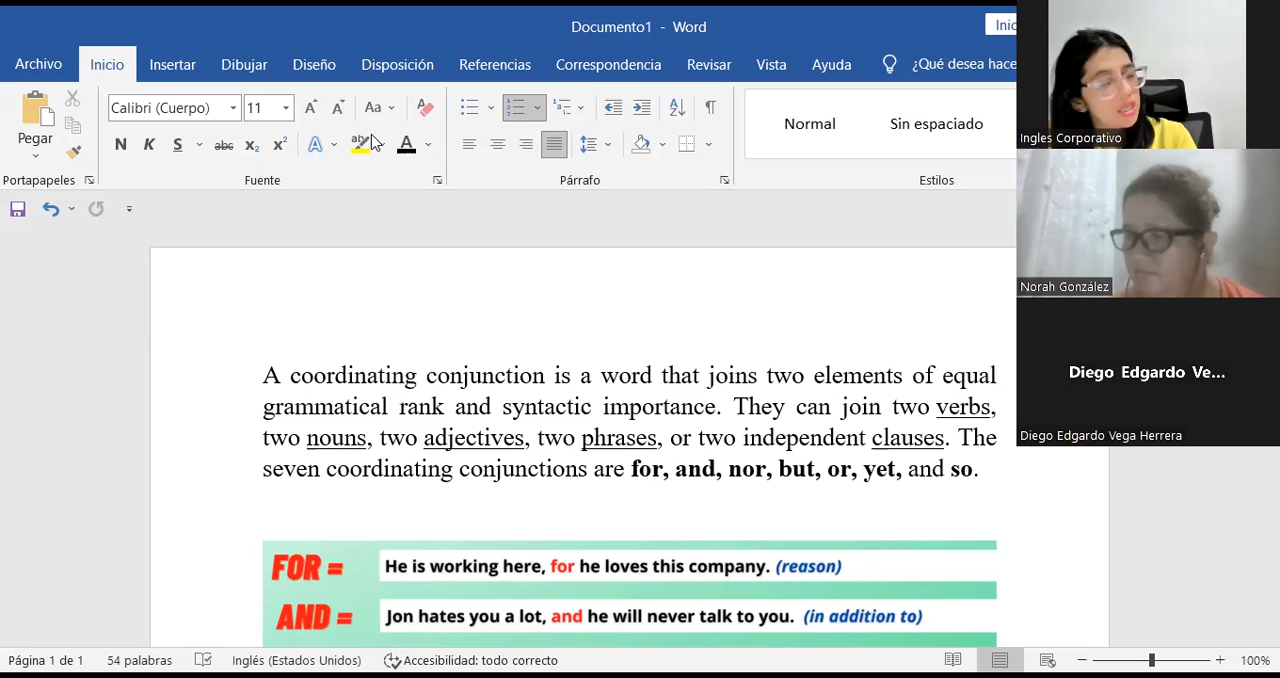 Documento1 - Word
Inic
Archivo Inicio Insertar Dibujar Diseño Disposición Referencias Correspondencia Revisar Vista Ayuda ¿Qué desea hace
Calibri (Cuerpo) 11 Aa
Pegar
N K S abc x₂ x² A aby A
Normal Sin espaciado
Portapapeles Fuente Párrafo Estilos
Ingles Corporativo
Norah González
Diego Edgardo Ve...
Diego Edgardo Vega Herrera
A coordinating conjunction is a word that joins two elements of equal
grammatical rank and syntactic importance. They can join two verbs,
two nouns, two adjectives, two phrases, or two independent clauses. The
seven coordinating conjunctions are for, and, nor, but, or, yet, and so.
FOR = He is working here, for he loves this company. (reason)
AND = Jon hates you a lot, and he will never talk to you. (in addition to)
Página 1 de 1 54 palabras Inglés (Estados Unidos) Accesibilidad: todo correcto 100%